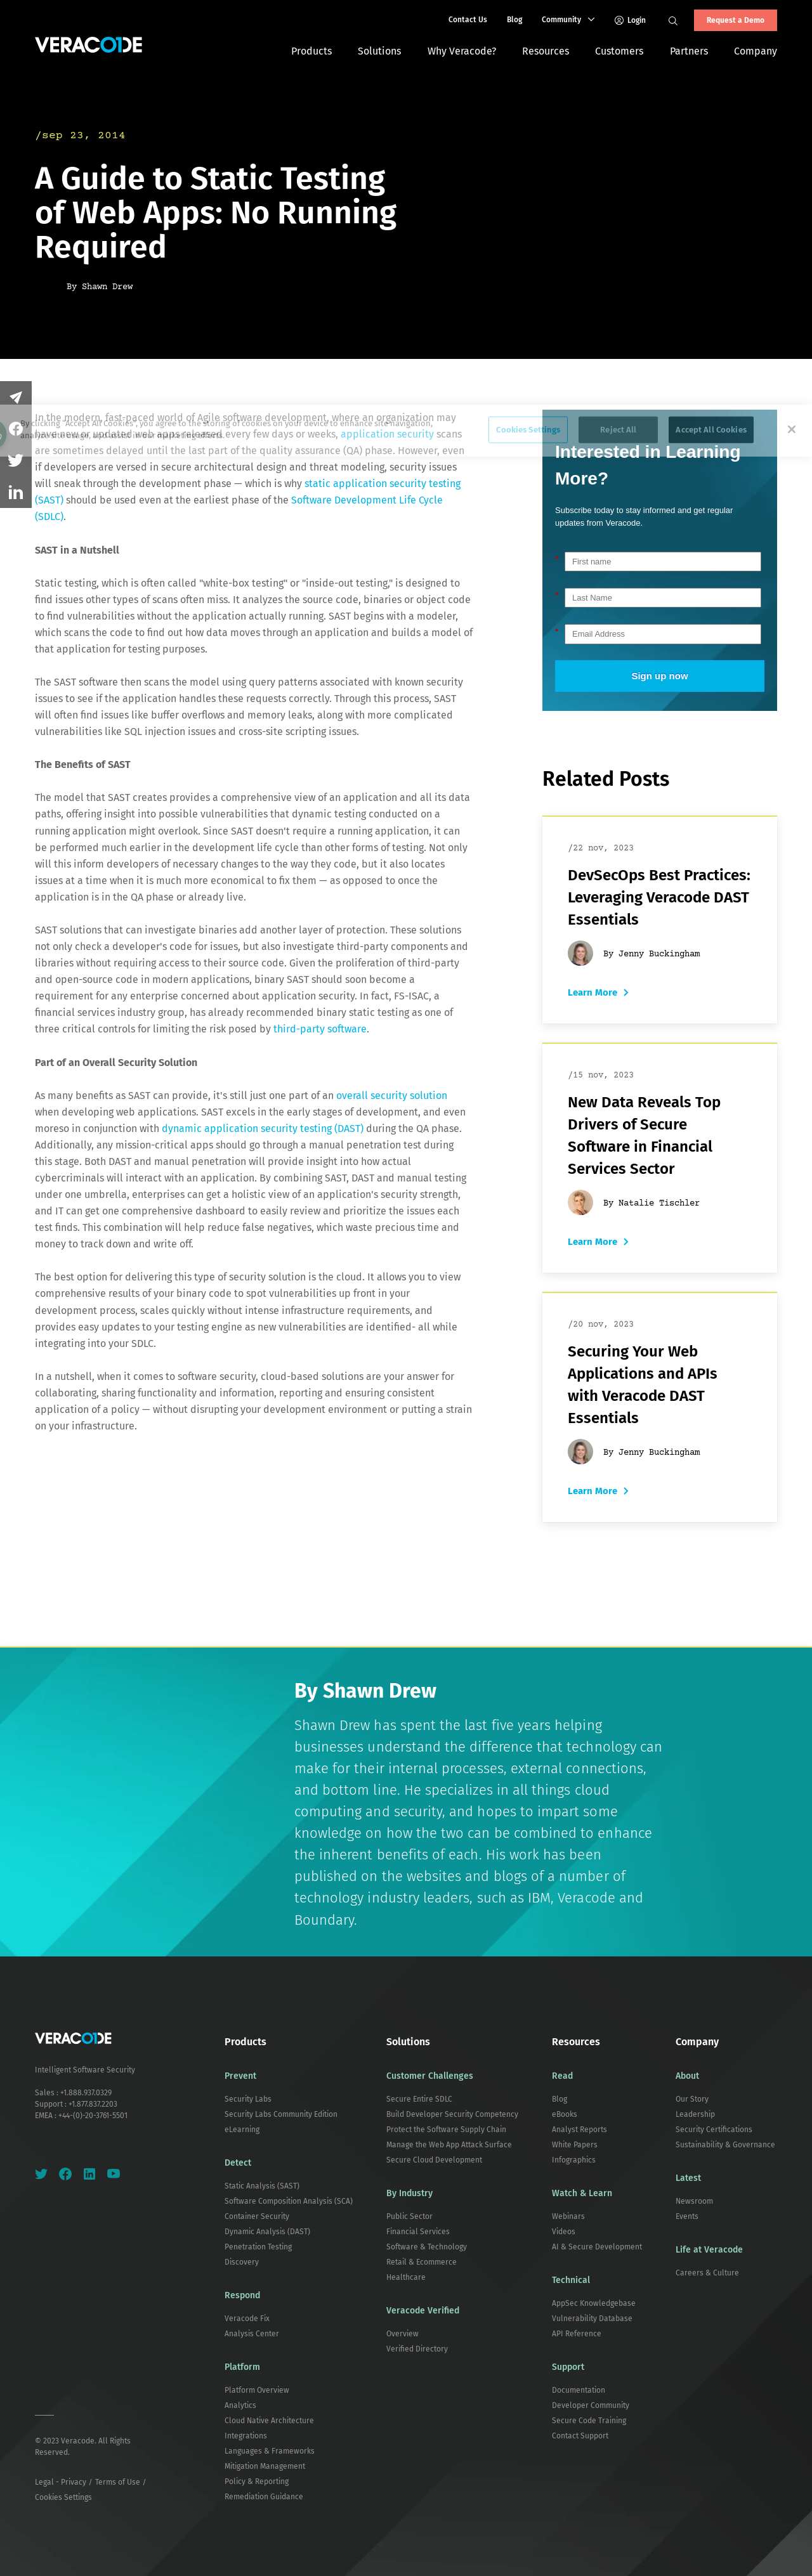 Contact Us
Blog
Community
Login
Request a Demo
VERACODE
Products
Solutions
Why Veracode?
Resources
Customers
Partners
Company
/sep 23, 2014
A Guide to Static Testing
of Web Apps: No Running
Required
By Shawn Drew
In the modern, fast-paced world of Agile software development, where an organization may
have new or updated web apps released every few days or weeks, application security scans
are sometimes delayed until the last part of the quality assurance (QA) phase. However, even
if developers are well-versed in secure architectural design and threat modeling, security issues
will sneak through the development phase — which is why static application security testing
(SAST) should be used even at the earliest phase of the Software Development Life Cycle
(SDLC).
By clicking "Accept All Cookies", you agree to the storing of cookies on your device to enhance site navigation,
analyze site usage, and assist in our marketing efforts.
Cookies Settings
Reject All
Accept All Cookies
SAST in a Nutshell
Static testing, which is often called "white-box testing" or "inside-out testing," is designed to
find issues other types of scans often miss. It analyzes the source code, binaries or object code
to find vulnerabilities without the application actually running. SAST begins with a modeler,
which scans the code to find out how data moves through an application and builds a model of
that application for testing purposes.
The SAST software then scans the model using query patterns associated with known security
issues to see if the application handles these requests correctly. Through this process, SAST
will often find issues like buffer overflows and memory leaks, along with more complicated
vulnerabilities like SQL injection issues and cross-site scripting issues.
The Benefits of SAST
The model that SAST creates provides a comprehensive view of an application and all its data
paths, offering insight into possible vulnerabilities that dynamic testing conducted on a
running application might overlook. Since SAST doesn't require a running application, it can
be performed much earlier in the development life cycle than other forms of testing. Not only
will this inform developers of necessary changes to the way they code, but it also locates
issues at a time when it is much more economical to fix them — as opposed to once the
application is in the QA phase or already live.
SAST solutions that can investigate binaries add another layer of protection. These solutions
not only check a developer's code for issues, but also investigate third-party components and
libraries without requiring access to their source code. Given the proliferation of third-party
and open-source code in modern applications, binary SAST should soon become a
requirement for any enterprise concerned about application security. In fact, FS-ISAC, a
financial services industry group, has already recommended binary static testing as one of
three critical controls for limiting the risk posed by third-party software.
Part of an Overall Security Solution
As many benefits as SAST can provide, it's still just one part of an overall security solution
when developing web applications. SAST excels in the early stages of development, and even
moreso in conjunction with dynamic application security testing (DAST) during the QA phase.
Additionally, any mission-critical apps should go through a manual penetration test during
this stage. Both DAST and manual penetration will provide insight into how actual
cybercriminals will interact with an application. By combining SAST, DAST and manual testing
under one umbrella, enterprises can get a holistic view of an application's security strength,
and IT can get one comprehensive dashboard to easily review and prioritize the issues each
test finds. This combination will help reduce false negatives, which waste precious time and
money to track down and write off.
The best option for delivering this type of security solution is the cloud. It allows you to view
comprehensive results of your binary code to spot vulnerabilities up front in your
development process, scales quickly without intense infrastructure requirements, and
provides easy updates to your testing engine as new vulnerabilities are identified- all while
integrating into your SDLC.
In a nutshell, when it comes to software security, cloud-based solutions are your answer for
collaborating, sharing functionality and information, reporting and ensuring consistent
application of a policy — without disrupting your development environment or putting a strain
on your infrastructure.
Interested in Learning
More?
Subscribe today to stay informed and get regular
updates from Veracode.
* First name
* Last Name
* Email Address
Sign up now
Related Posts
/22 nov, 2023
DevSecOps Best Practices:
Leveraging Veracode DAST
Essentials
By Jenny Buckingham
Learn More
/15 nov, 2023
New Data Reveals Top
Drivers of Secure
Software in Financial
Services Sector
By Natalie Tischler
Learn More
/20 nov, 2023
Securing Your Web
Applications and APIs
with Veracode DAST
Essentials
By Jenny Buckingham
Learn More
By Shawn Drew
Shawn Drew has spent the last five years helping
businesses understand the difference that technology can
make for their internal processes, external connections,
and bottom line. He specializes in all things cloud
computing and security, and hopes to impart some
knowledge on how the two can be combined to enhance
the inherent benefits of each. His work has been
published on the websites and blogs of a number of
technology industry leaders, such as IBM, Veracode and
Boundary.
VERACODE
Intelligent Software Security
Sales : +1.888.937.0329
Support : +1.877.837.2203
EMEA : +44-(0)-20-3761-5501
© 2023 Veracode. All Rights
Reserved.
Legal - Privacy / Terms of Use /
Cookies Settings
Products
Prevent
Security Labs
Security Labs Community Edition
eLearning
Detect
Static Analysis (SAST)
Software Composition Analysis (SCA)
Container Security
Dynamic Analysis (DAST)
Penetration Testing
Discovery
Respond
Veracode Fix
Analysis Center
Platform
Platform Overview
Analytics
Cloud Native Architecture
Integrations
Languages & Frameworks
Mitigation Management
Policy & Reporting
Remediation Guidance
Solutions
Customer Challenges
Secure Entire SDLC
Build Developer Security Competency
Protect the Software Supply Chain
Manage the Web App Attack Surface
Secure Cloud Development
By Industry
Public Sector
Financial Services
Software & Technology
Retail & Ecommerce
Healthcare
Veracode Verified
Overview
Verified Directory
Resources
Read
Blog
eBooks
Analyst Reports
White Papers
Infographics
Watch & Learn
Webinars
Videos
AI & Secure Development
Technical
AppSec Knowledgebase
Vulnerability Database
API Reference
Support
Documentation
Developer Community
Secure Code Training
Contact Support
Company
About
Our Story
Leadership
Security Certifications
Sustainability & Governance
Latest
Newsroom
Events
Life at Veracode
Careers & Culture